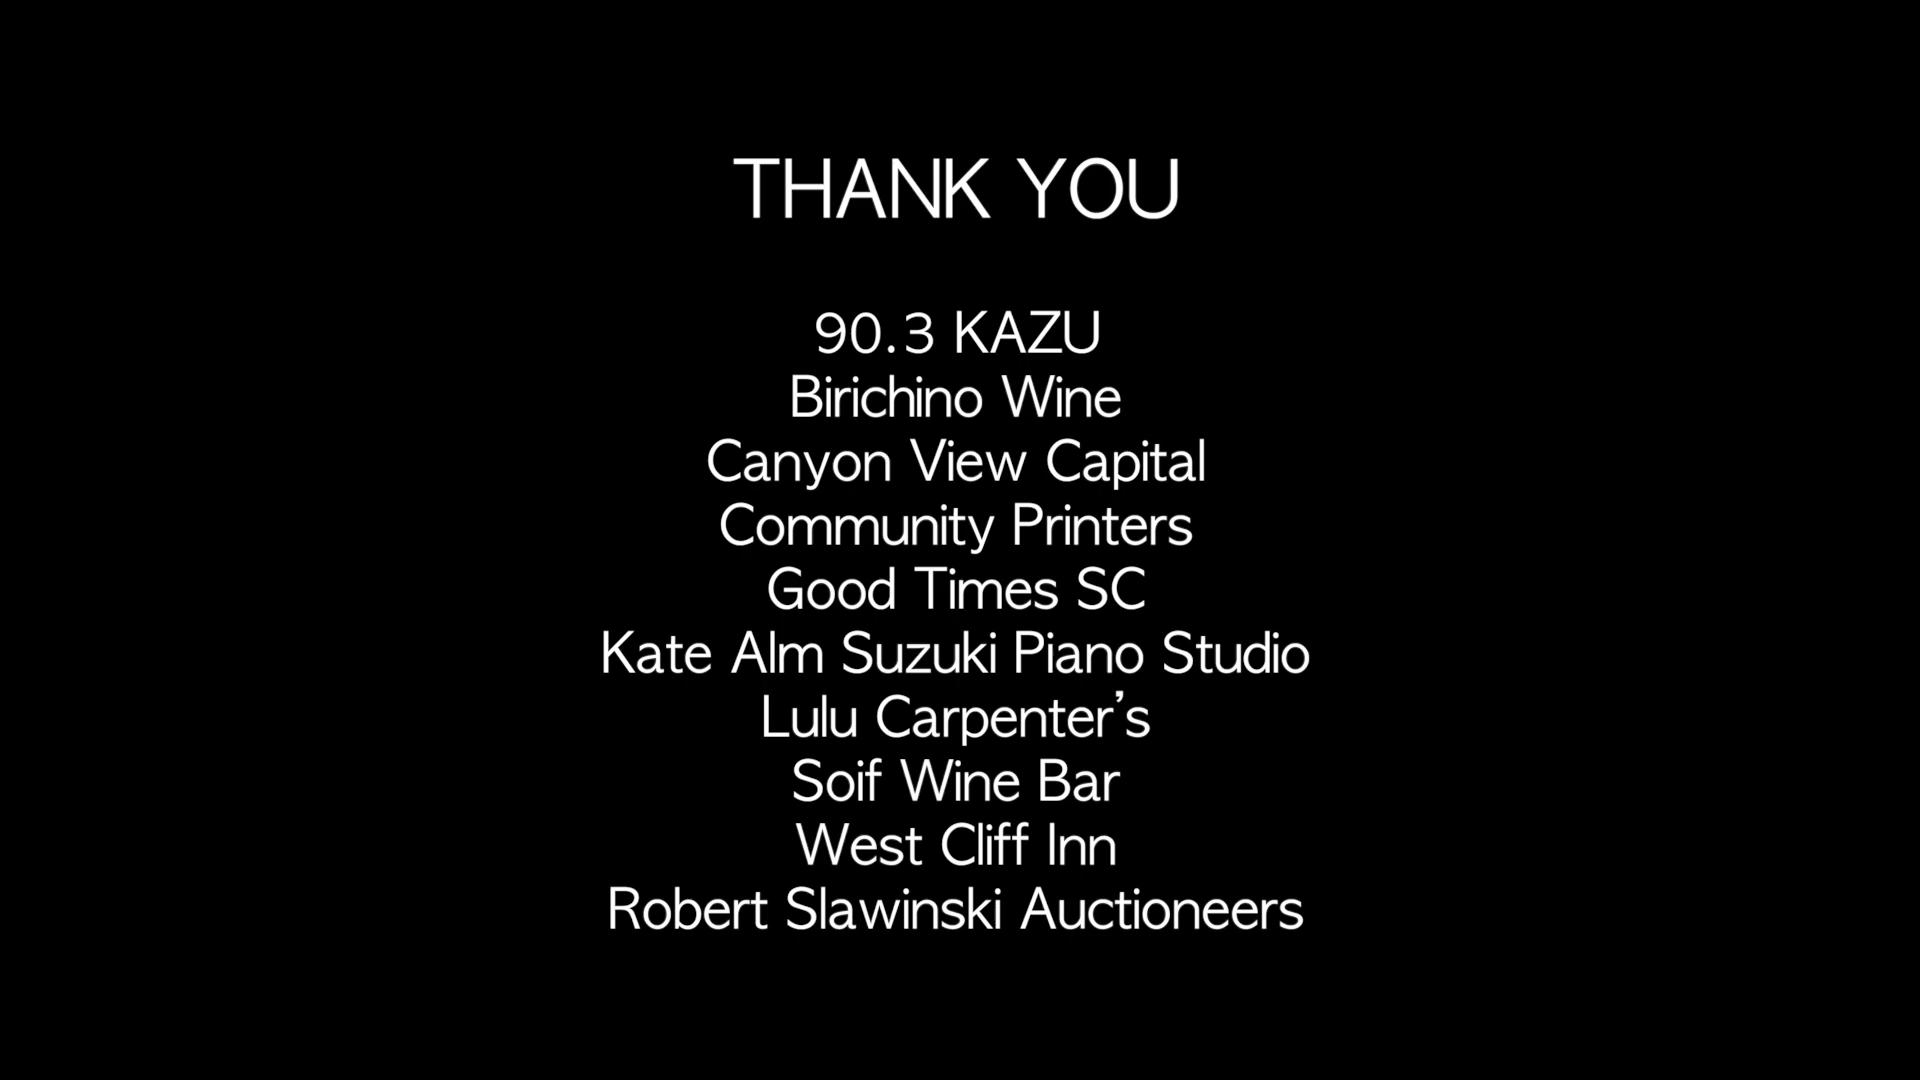 THANK YOU
90.3 KAZU
Birichino Wine
Canyon View Capital
Community Printers
Good Times SC
Kate Alm Suzuki Piano Studio
Lulu Carpenter’s
Soif Wine Bar
West Cliff Inn
Robert Slawinski Auctioneers